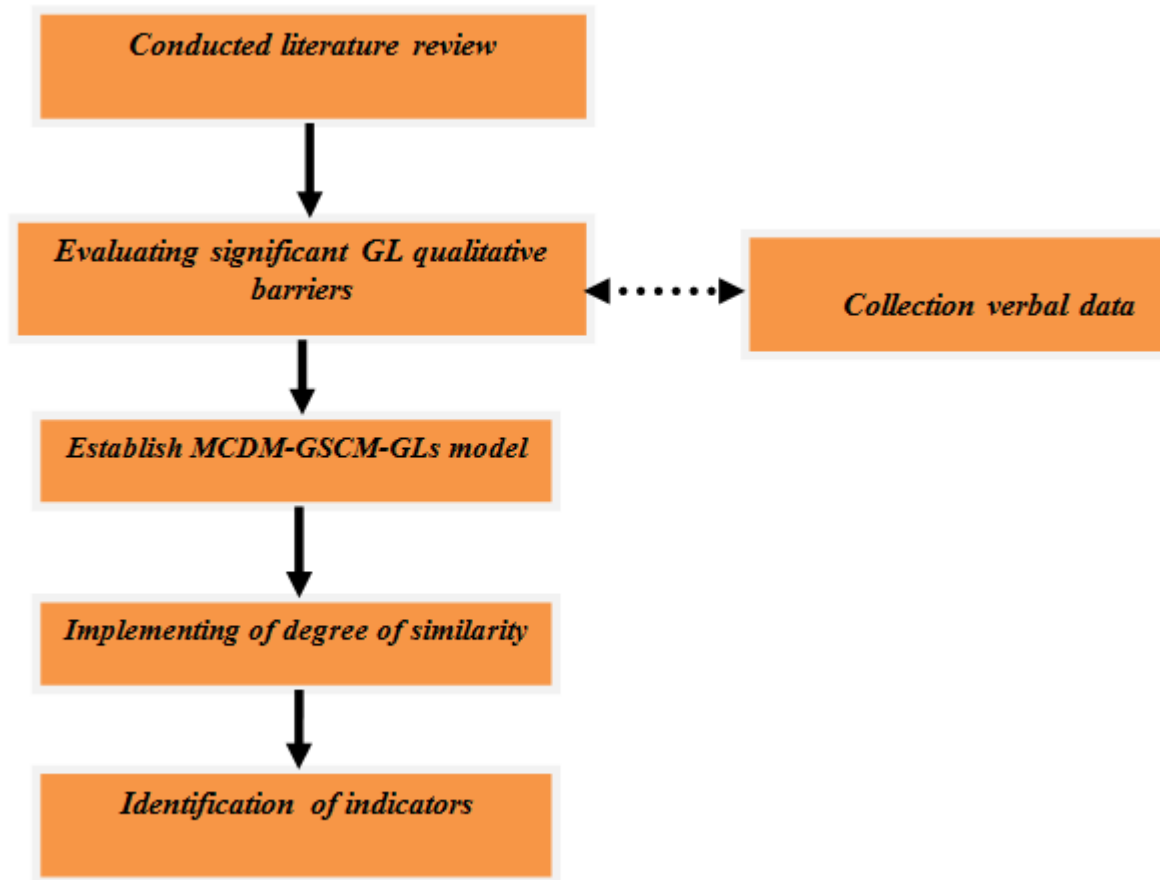 Conducted literature review
Evaluating significant GL qualitative
barriers
Collection verbal data
Establish MCDM-GSCM-GLs model
Implementing of degree of similarity
Identification of indicators